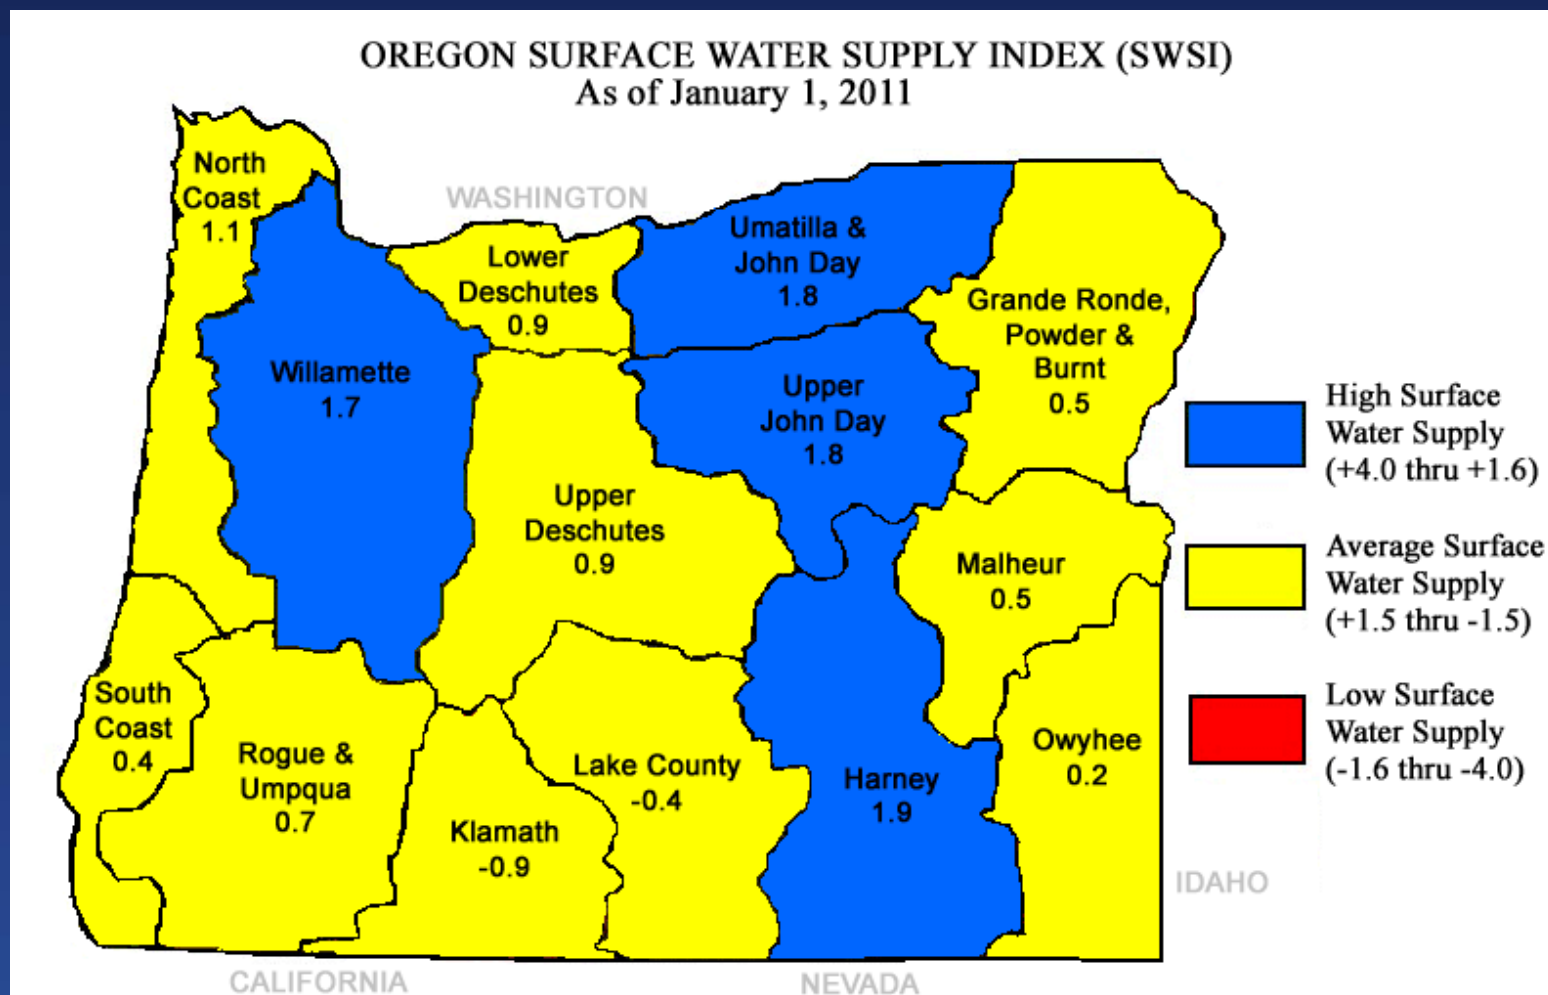 OREGON SURFACE WATER SUPPLY INDEX (SWSI)
As of January 1, 2011
WASHINGTON
North
Coast
1.1
Lower
Deschutes
0.9
Umatilla &
John Day
1.8
Grande Ronde,
Powder &
Burnt
0.5
Willamette
1.7
Upper
John Day
1.8
Upper
Deschutes
0.9
Malheur
0.5
South
Coast
0.4
Rogue &
Umpqua
0.7
Klamath
-0.9
Lake County
-0.4
Harney
1.9
Owyhee
0.2
High Surface
Water Supply
(+4.0 thru +1.6)
Average Surface
Water Supply
(+1.5 thru -1.5)
Low Surface
Water Supply
(-1.6 thru -4.0)
IDAHO
CALIFORNIA
NEVADA